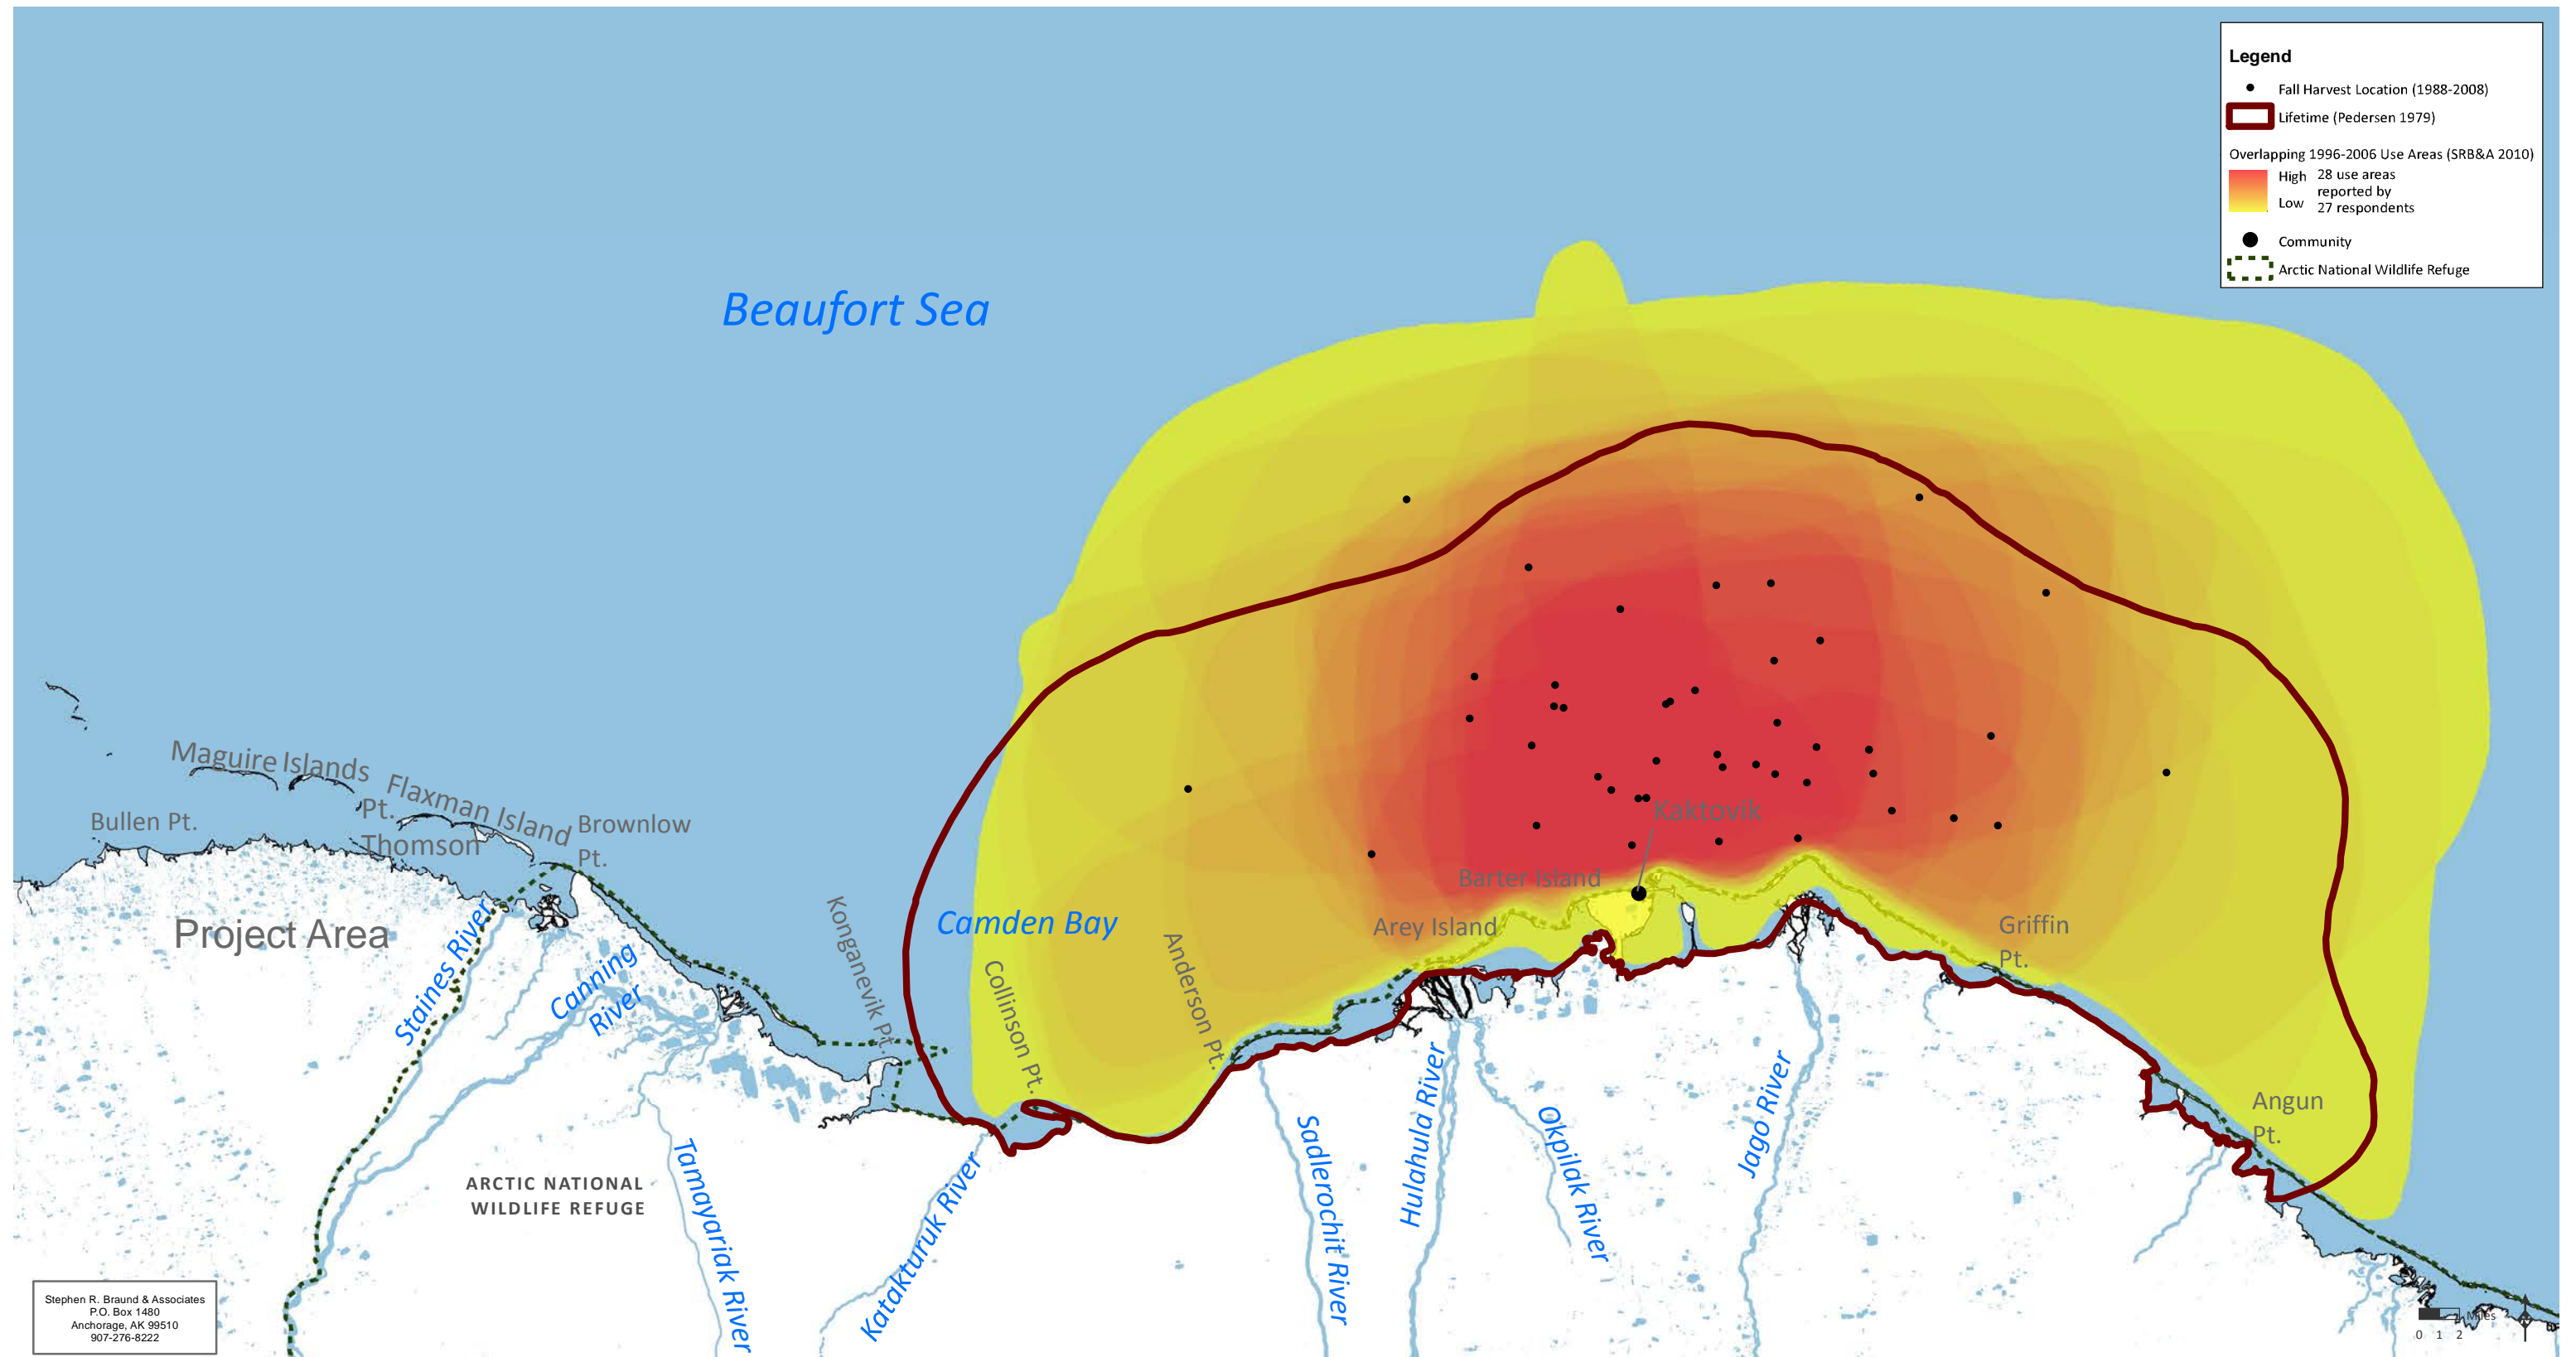 Legend
Fall Harvest Location (1988-2008)
Lifetime (Pedersen 1979)
Overlapping 1996-2006 Use Areas (SRB&A 2010)
High
Low
28 use areas
reported by
27 respondents
Community
Arctic National Wildlife Refuge
Beaufort Sea
Maguire Islands
Flaxman Island
Bullen Pt.
Pt.
Thomson
Brownlow
Pt.
Kaktovik
Barter Island
Project Area
Staines River
Canning
River
Konganevik Pt.
Camden Bay
Collinson Pt.
Anderson Pt.
Arey Island
Griffin
Pt.
Angun
Pt.
ARCTIC NATIONAL
WILDLIFE REFUGE
Tamayariak River
Katakturuk River
Sadlerochit River
Hulahula River
Okpilak River
Jago River
Stephen R. Braund & Associates
P.O. Box 1480
Anchorage, AK 99510
907-276-8222
Miles
0 1 2